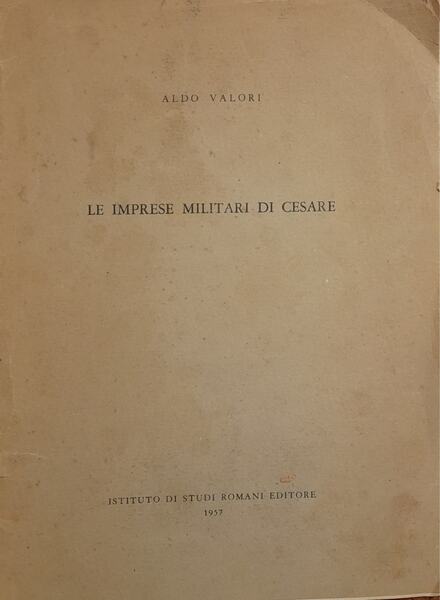 ALDO VALORI
LE IMPRESE MILITARI DI CESARE
ISTITUTO DI STUDI ROMANI EDITORE
1957